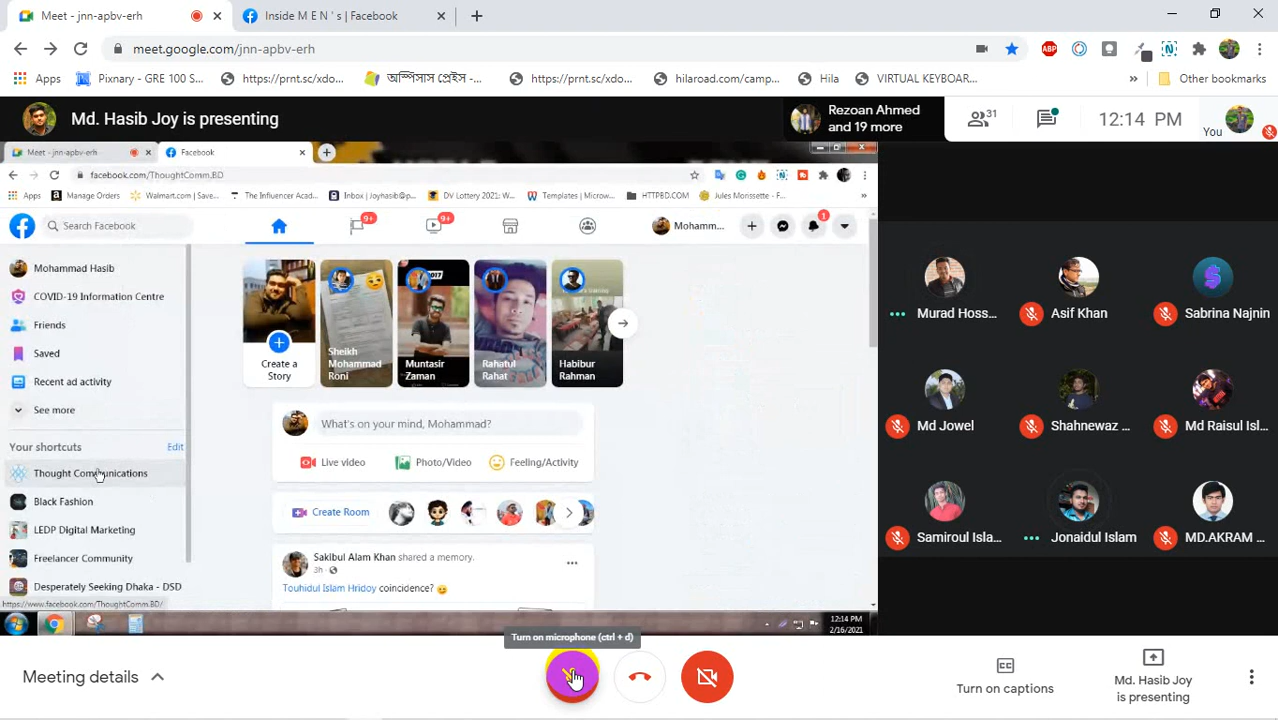 Meet - jnn-apbv-erh
Inside M E N ' s | Facebook
meet.google.com/jnn-apbv-erh
Apps
Pixnary - GRE 100 S...
https://prnt.sc/xdo...
অস্পিসাস প্রেইস - ...
https://prnt.sc/xdo...
hilaroad.com/camp...
Hila
VIRTUAL KEYBOAR...
»
Other bookmarks
Md. Hasib Joy is presenting
Rezoan Ahmed
and 19 more
31
12:14 PM
You
Meet - jnn-apbv-erh
Facebook
facebook.com/ThoughtComm.BD
Apps
Manage Orders
Walmart.com | Save...
The Influencer Acad...
Inbox | Joyhasib@p...
DV Lottery 2021: W...
Templates | Microw...
HTTPBD.COM
Jules Morissette - F...
»
Search Facebook
9+
9+
Mohamm...
1
Mohammad Hasib
COVID-19 Information Centre
Friends
Saved
Recent ad activity
See more
Your shortcuts
Edit
Thought Communications
Black Fashion
LEDP Digital Marketing
Freelancer Community
Desperately Seeking Dhaka - DSD
https://www.facebook.com/ThoughtComm.BD/
Create a
Story
Sheikh
Mohammad
Roni
2017
Muntasir
Zaman
Rahatul
Rahat
Habibur
Rahman
What's on your mind, Mohammad?
Live video
Photo/Video
Feeling/Activity
Create Room
Sakibul Alam Khan shared a memory.
3h
Touhidul Islam Hridoy coincidence?
12:14 PM
2/16/2021
Murad Hoss...
Asif Khan
Sabrina Najnin
Md Jowel
Shahnewaz ...
Md Raisul Isl...
Samiroul Isla...
Jonaidul Islam
MD.AKRAM ...
Turn on microphone (ctrl + d)
Meeting details
CC
Turn on captions
Md. Hasib Joy
is presenting